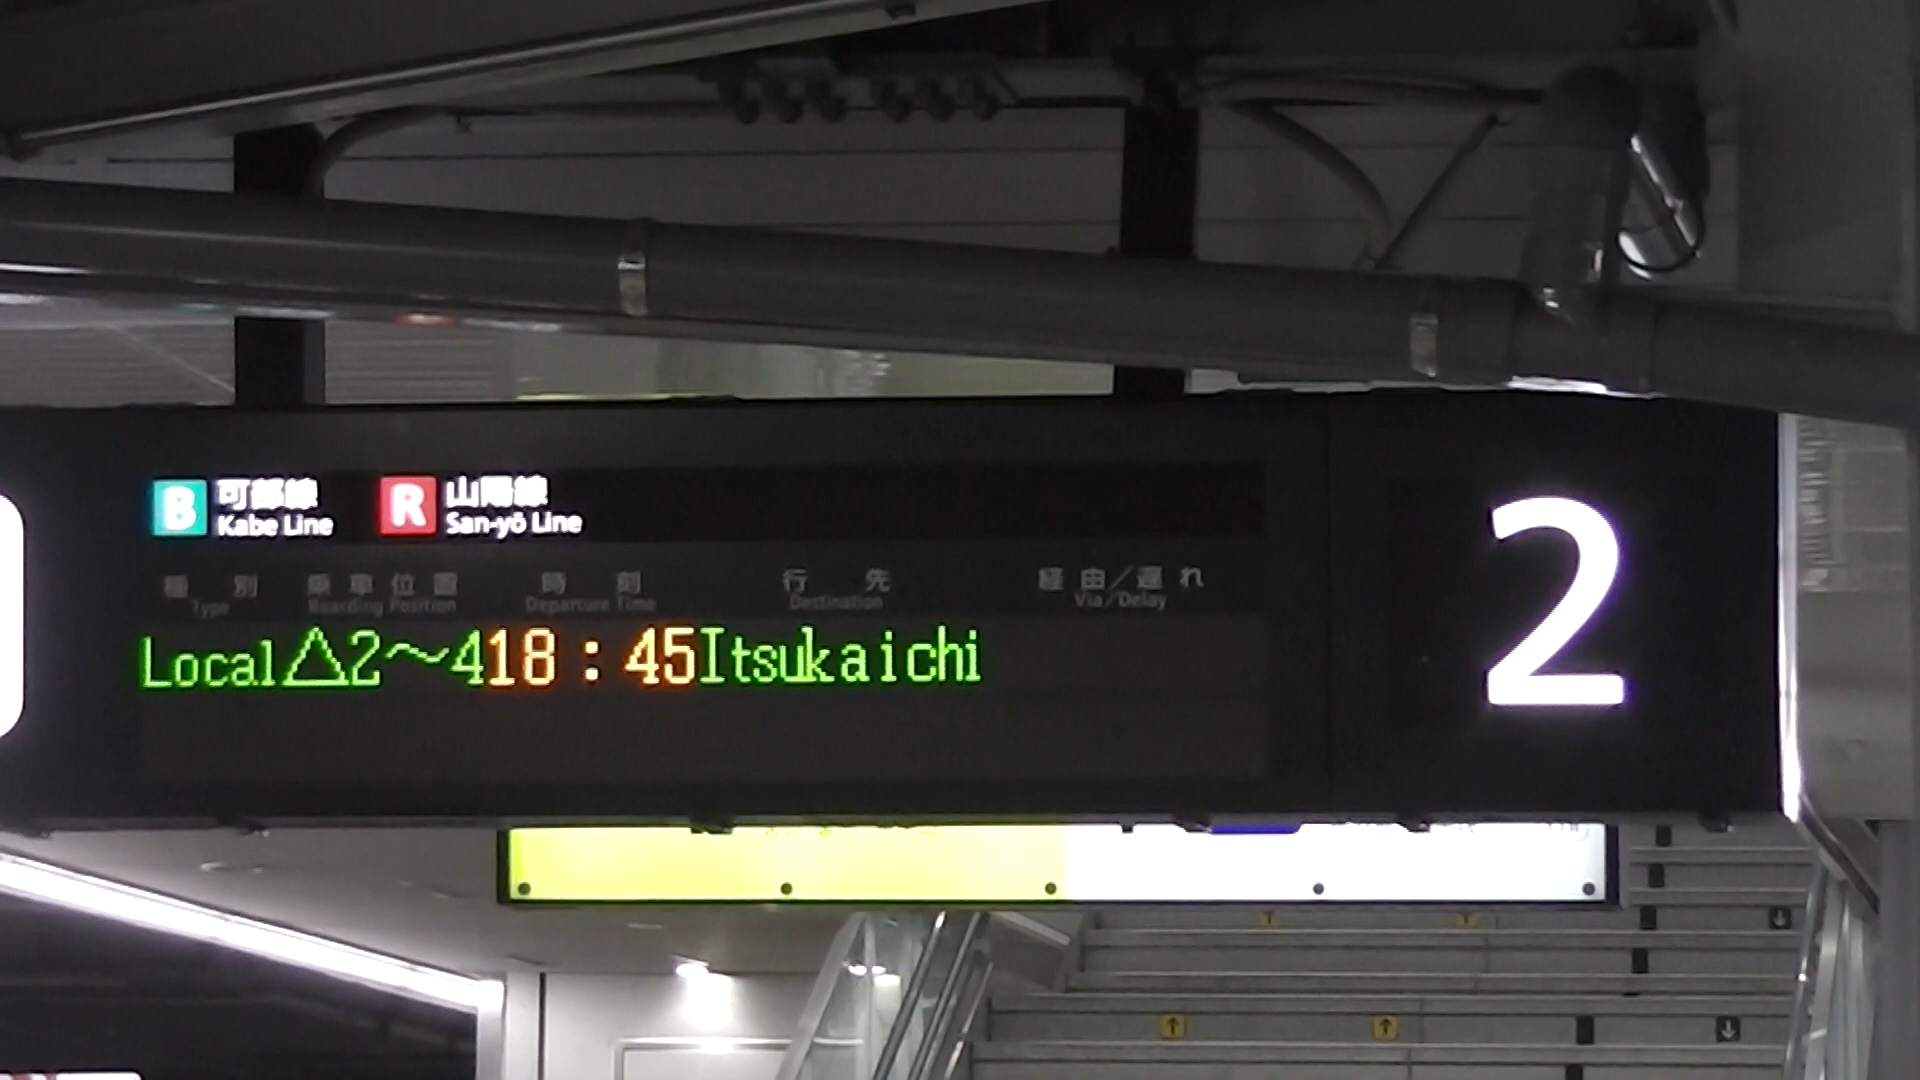 B 可部線 R 山陽線
Kabe Line San-yō Line
種別 乗車位置 時刻 行先 経由／遅れ
Type Boarding Position Departure Time Destination Via/Delay
Local△2～418:45Itsukaichi
2